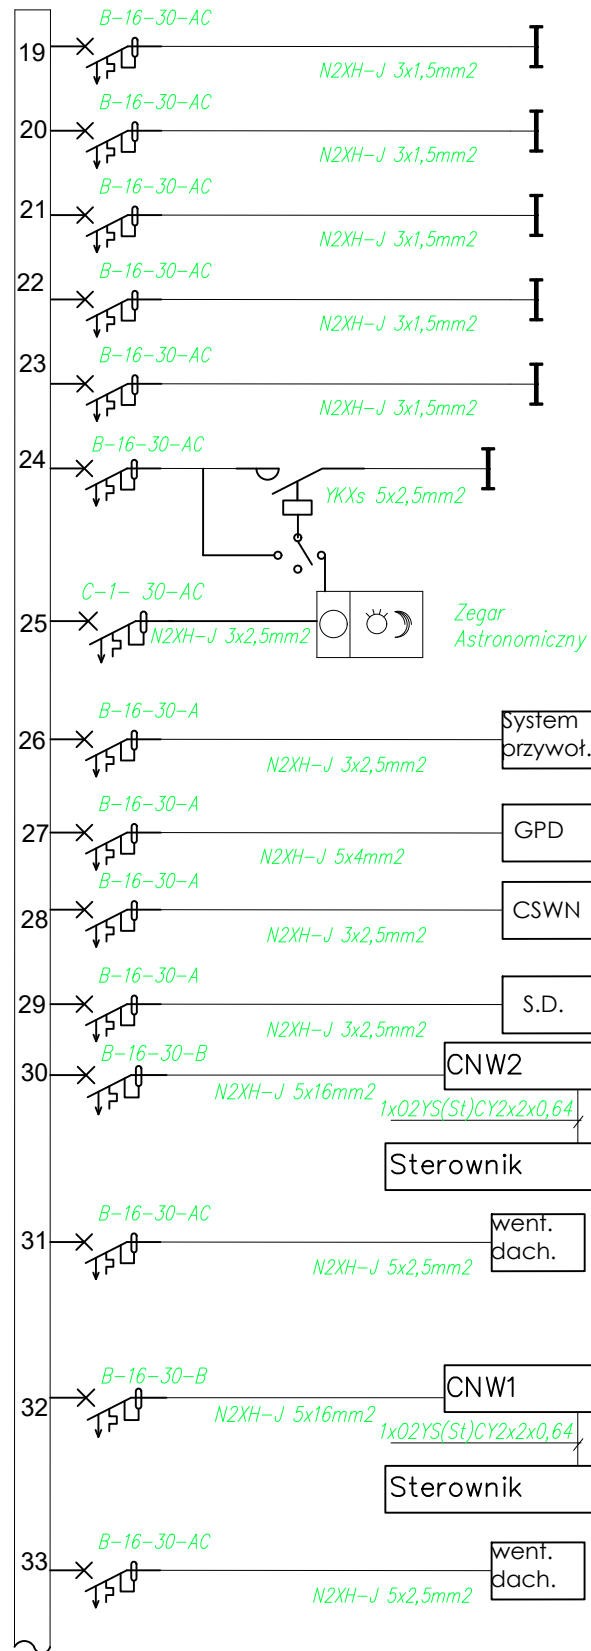 B-16-30-AC
19
N2XH-J 3x1,5mm2
B-16-30-AC
20
N2XH-J 3x1,5mm2
B-16-30-AC
21
N2XH-J 3x1,5mm2
B-16-30-AC
22
N2XH-J 3x1,5mm2
B-16-30-AC
23
N2XH-J 3x1,5mm2
B-16-30-AC
24
YKXs 5x2,5mm2
C-1- 30-AC
25
N2XH-J 3x2,5mm2
Zegar
Astronomiczny
B-16-30-A
26
N2XH-J 3x2,5mm2
System
przywoł.
B-16-30-A
27
N2XH-J 5x4mm2
GPD
B-16-30-A
28
N2XH-J 3x2,5mm2
CSWN
B-16-30-A
29
N2XH-J 3x2,5mm2
S.D.
B-16-30-B
30
N2XH-J 5x16mm2
CNW2
1x02YS(St)CY2x2x0,64
Sterownik
B-16-30-AC
31
N2XH-J 5x2,5mm2
went.
dach.
B-16-30-B
32
N2XH-J 5x16mm2
CNW1
1x02YS(St)CY2x2x0,64
Sterownik
B-16-30-AC
33
N2XH-J 5x2,5mm2
went.
dach.